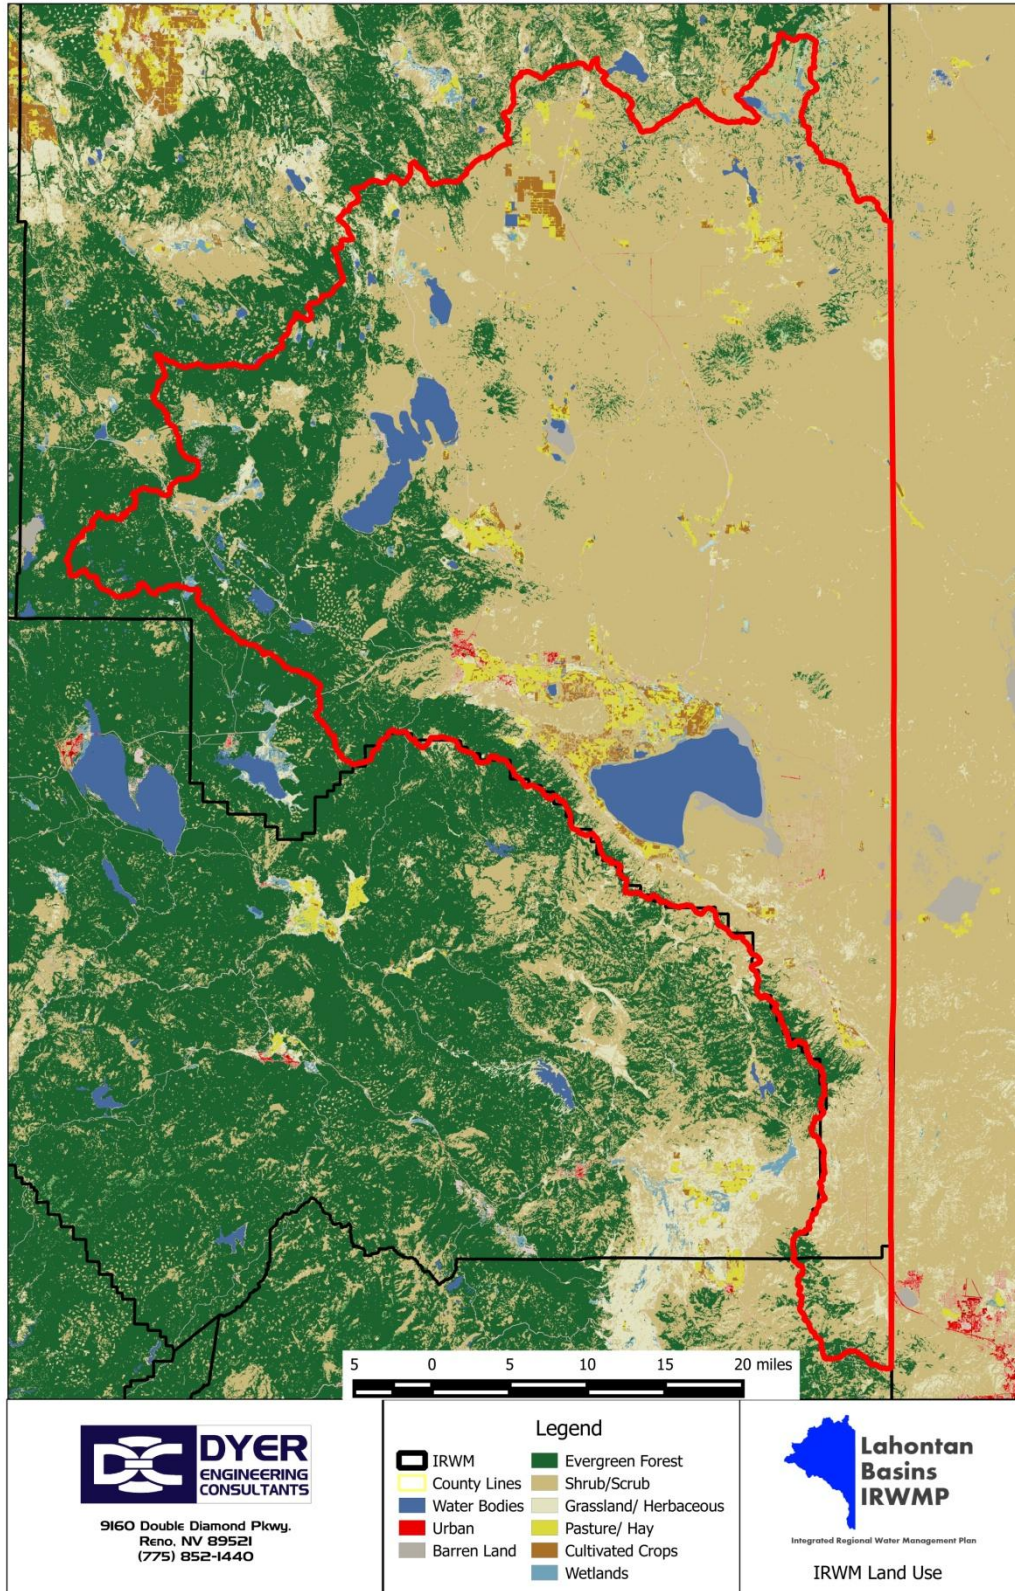 5 0 5 10 15 20 miles
DYER
ENGINEERING
CONSULTANTS
9160 Double Diamond Pkwy.
Reno, NV 89521
(775) 852-1440
Legend
IRWM
County Lines
Water Bodies
Urban
Barren Land
Evergreen Forest
Shrub/Scrub
Grassland/ Herbaceous
Pasture/ Hay
Cultivated Crops
Wetlands
Lahontan
Basins
IRWMP
Integrated Regional Water Management Plan
IRWM Land Use